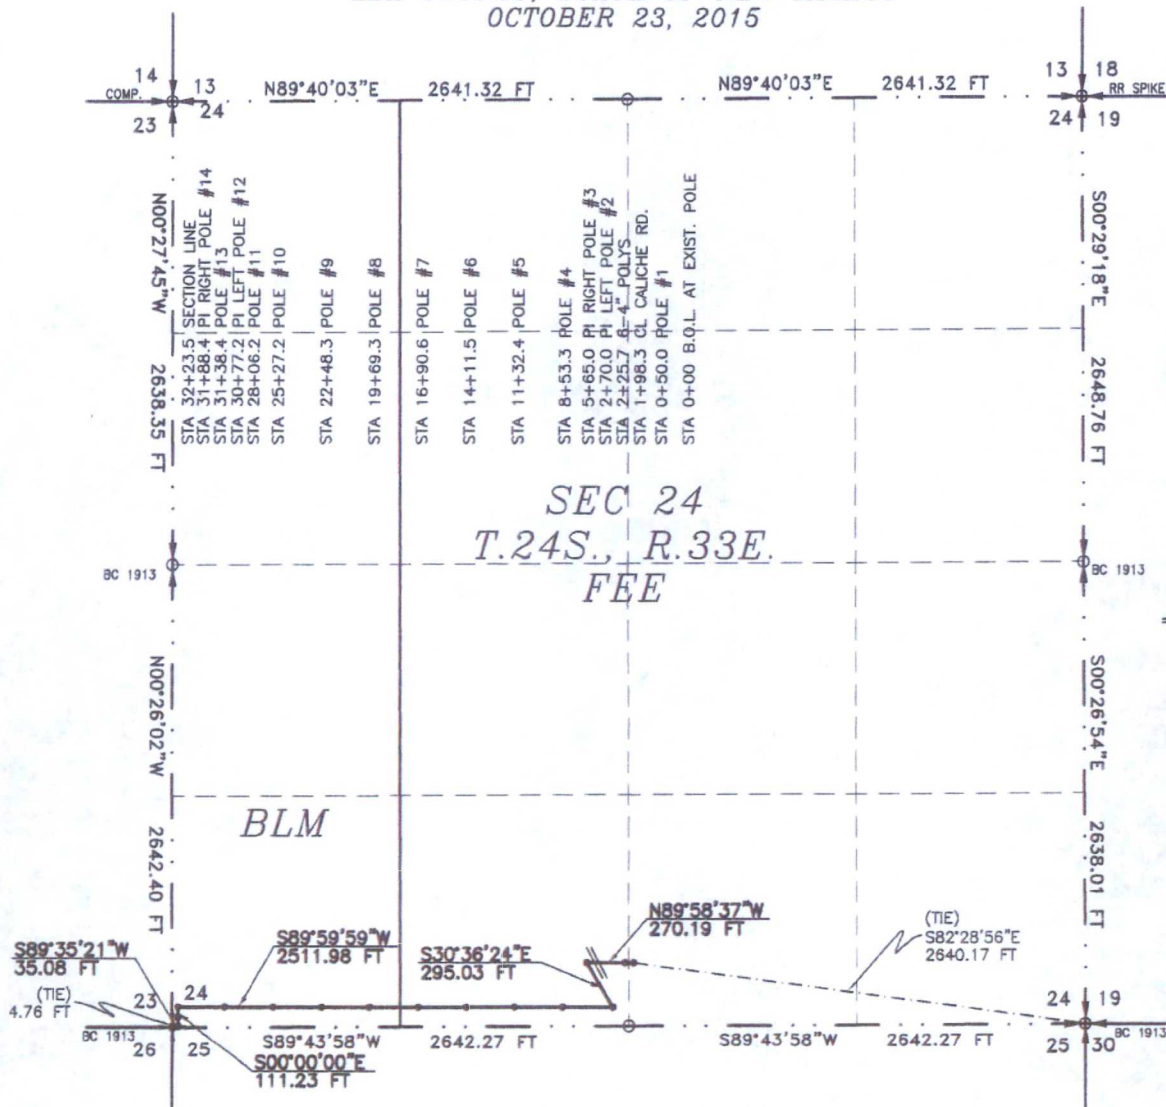 OCTOBER 23, 2015
14
13
COMP.
23
24
N89°40'03"E 2641.32 FT
N89°40'03"E 2641.32 FT
13
18
RR SPIKE
24
19
N00°27'45"W 2638.35 FT
STA 32+23.5 SECTION LINE
STA 31+88.4 PI RIGHT POLE #14
STA 31+38.4 POLE #13
STA 30+77.2 PI LEFT POLE #12
STA 28+06.2 POLE #11
STA 25+27.2 POLE #10
STA 22+48.3 POLE #9
STA 19+69.3 POLE #8
STA 16+90.6 POLE #7
STA 14+11.5 POLE #6
STA 11+32.4 POLE #5
STA 8+53.3 POLE #4
STA 5+65.0 PI RIGHT POLE #3
STA 2+70.0 PI LEFT POLE #2
STA 2+25.7 6-4" POLYS
STA 1+98.3 CL CALICHE RD.
STA 0+50.0 POLE #1
STA 0+00 B.O.L. AT EXIST. POLE
S00°29'18"E 2648.76 FT
SEC 24
T.24S., R.33E.
FEE
BC 1913
BC 1913
N00°26'02"W 2642.40 FT
S00°26'54"E 2638.01 FT
BLM
N89°58'37"W
270.19 FT
(TIE)
S82°28'56"E
2640.17 FT
S89°59'59"W
2511.98 FT
S30°36'24"E
295.03 FT
S89°35'21"W
35.08 FT
(TIE)
4.76 FT
23
24
24
19
BC 1913
26
25
S89°43'58"W 2642.27 FT
S89°43'58"W 2642.27 FT
25
30
BC 1913
S00°00'00"E
111.23 FT